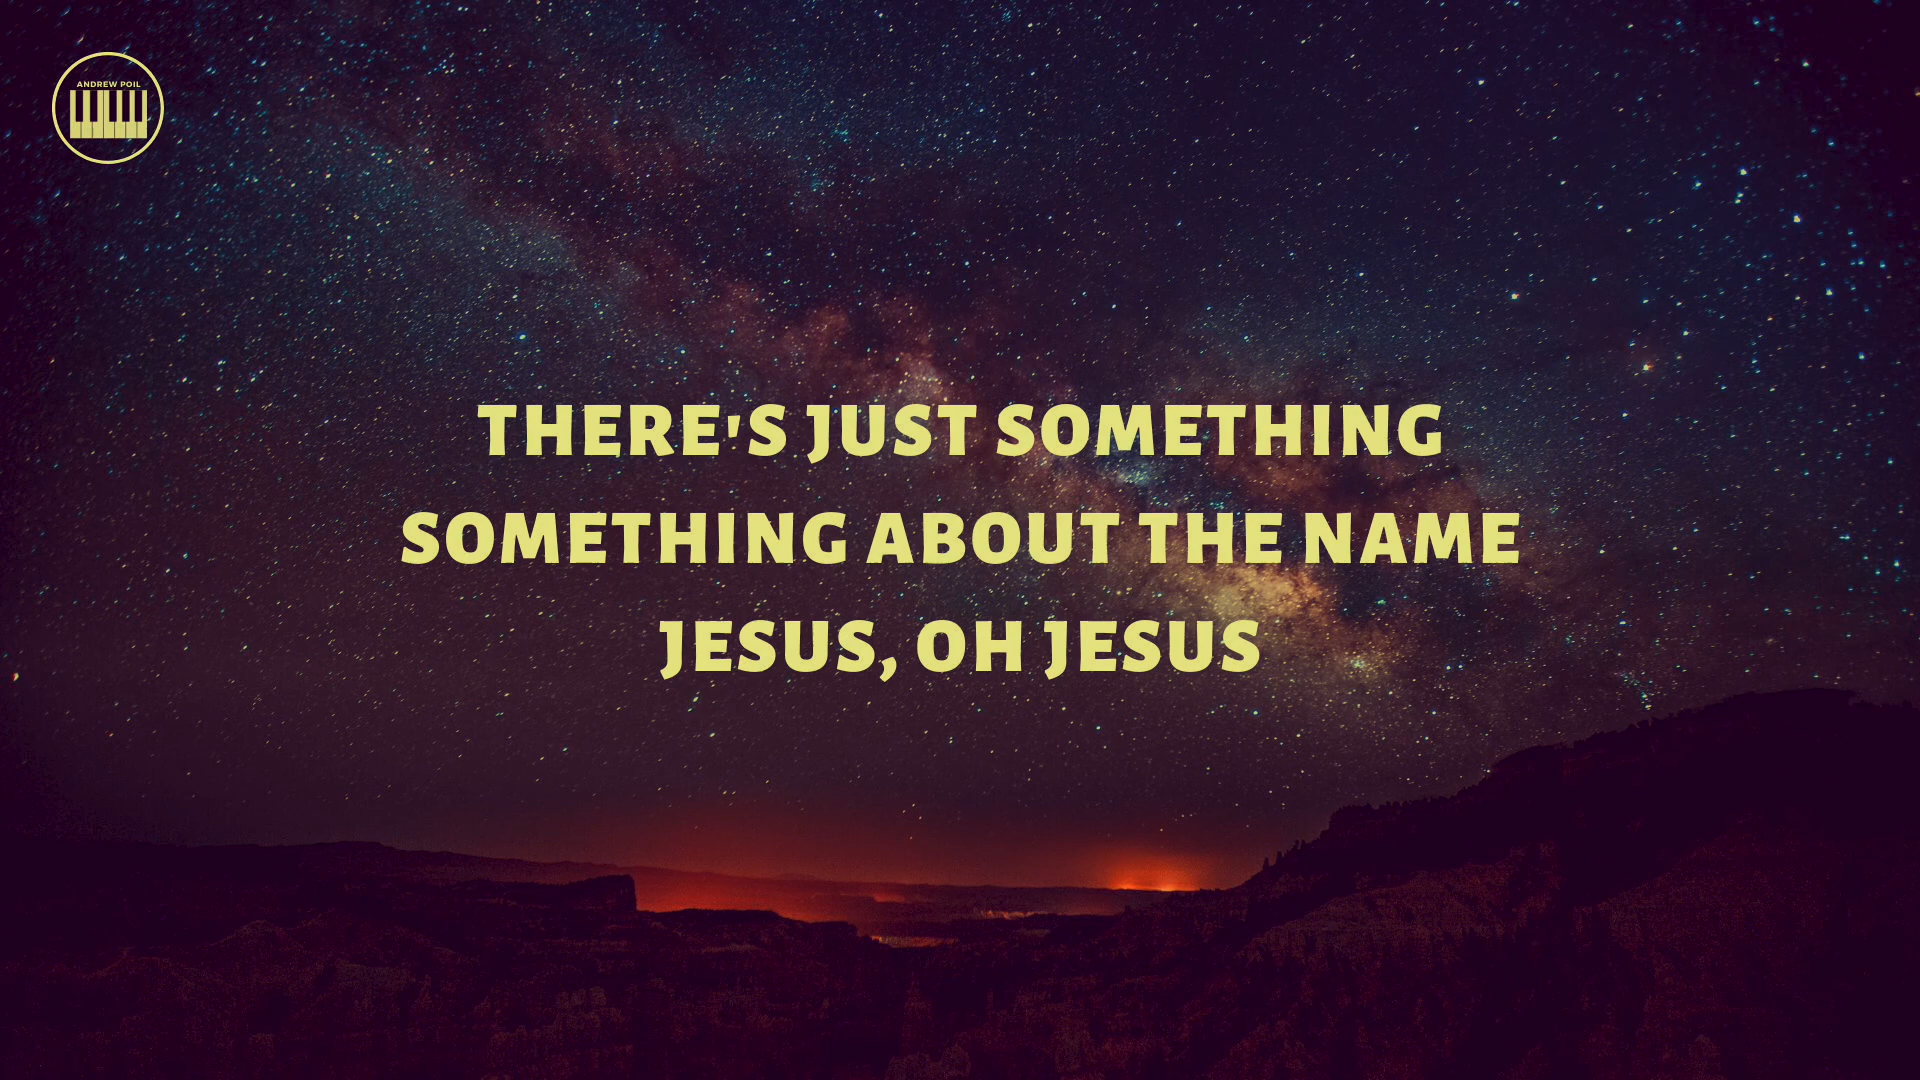 ANDREW POIL
THERE'S JUST SOMETHING
SOMETHING ABOUT THE NAME
JESUS, OH JESUS